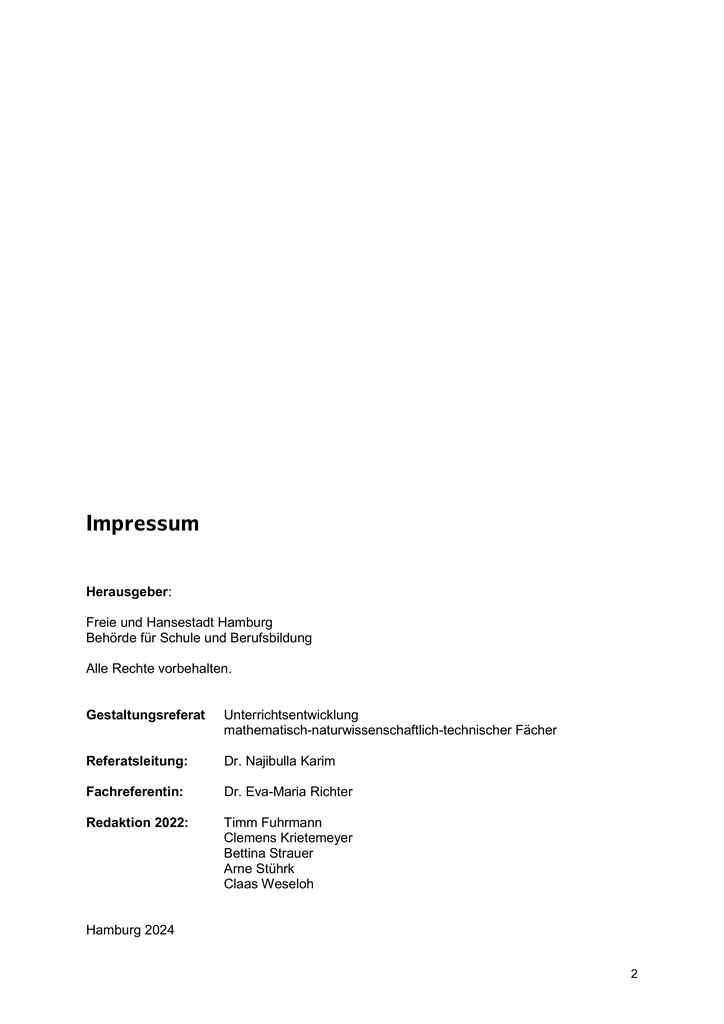 Impressum
Herausgeber:
Freie und Hansestadt Hamburg
Behörde für Schule und Berufsbildung
Alle Rechte vorbehalten.
Gestaltungsreferat Unterrichtsentwicklung
mathematisch-naturwissenschaftlich-technischer Fächer
Referatsleitung: Dr. Najibulla Karim
Fachreferentin: Dr. Eva-Maria Richter
Redaktion 2022: Timm Fuhrmann
Clemens Krietemeyer
Bettina Strauer
Arne Stührk
Claas Weseloh
Hamburg 2024
2